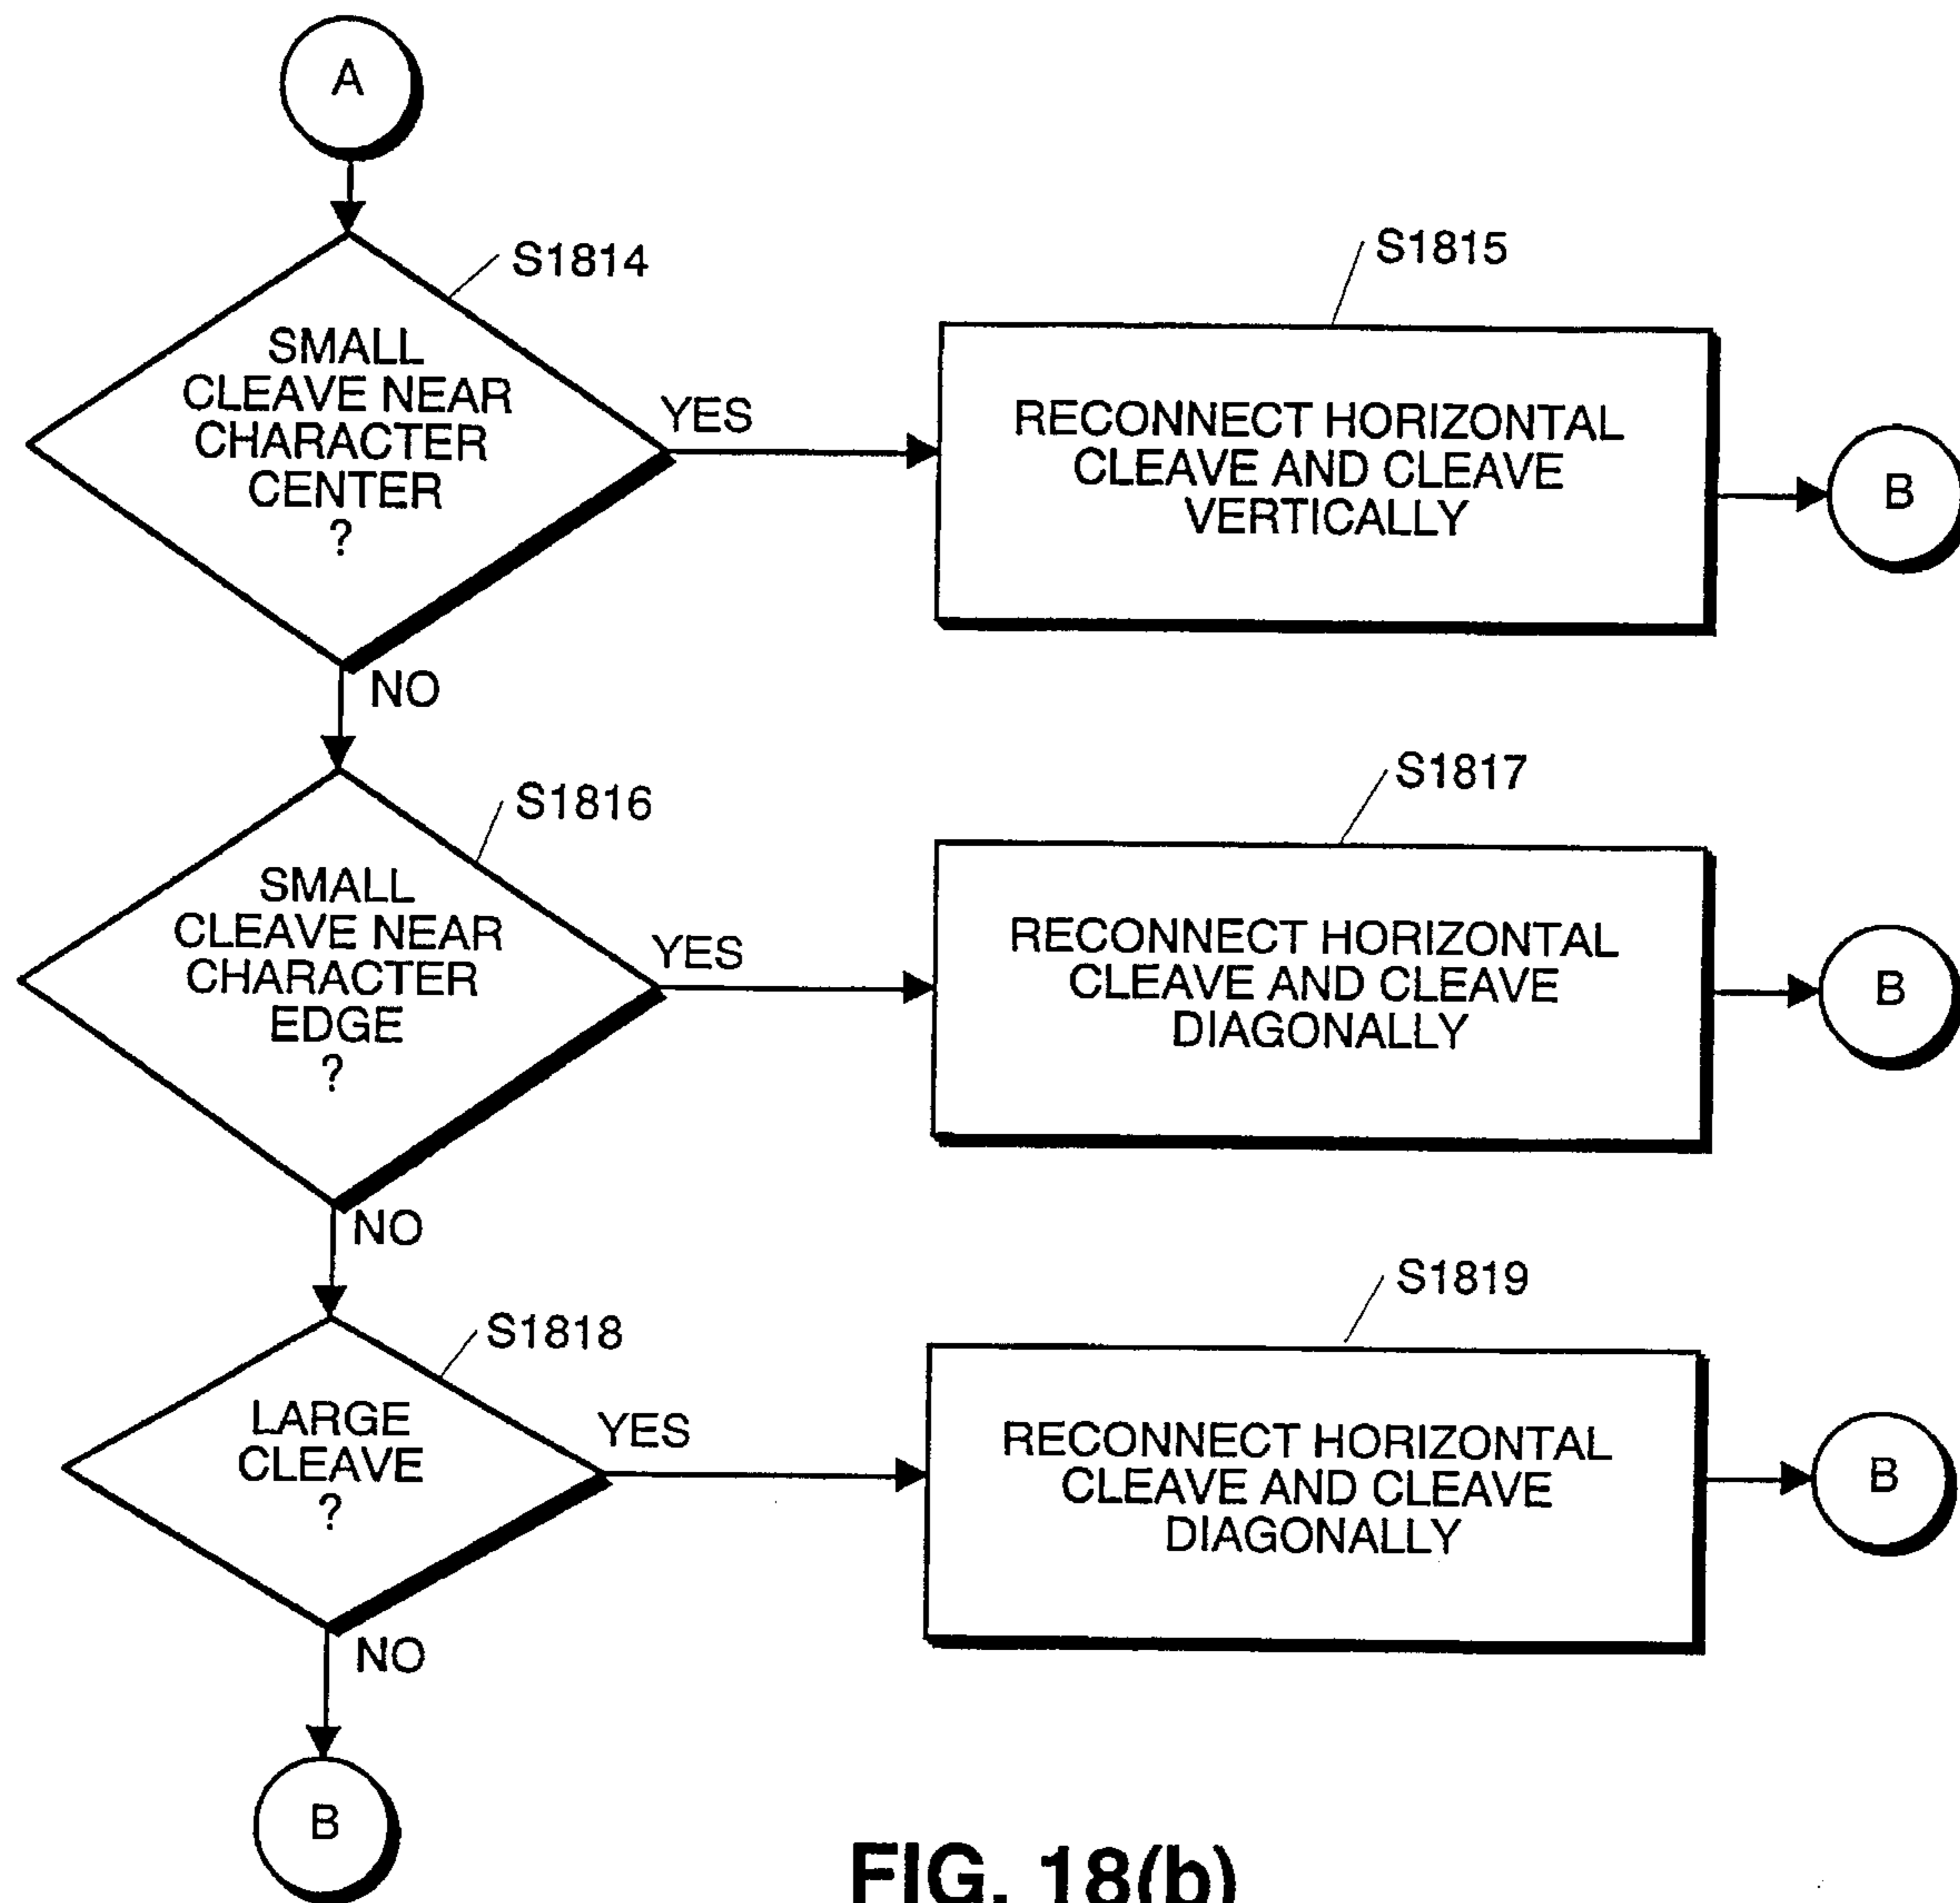 A
S1814
SMALL
CLEAVE NEAR
CHARACTER
CENTER
?
YES
S1815
RECONNECT HORIZONTAL
CLEAVE AND CLEAVE
VERTICALLY
B
NO
S1816
SMALL
CLEAVE NEAR
CHARACTER
EDGE
?
YES
S1817
RECONNECT HORIZONTAL
CLEAVE AND CLEAVE
DIAGONALLY
B
NO
S1818
LARGE
CLEAVE
?
YES
S1819
RECONNECT HORIZONTAL
CLEAVE AND CLEAVE
DIAGONALLY
B
NO
B
FIG. 18(b)